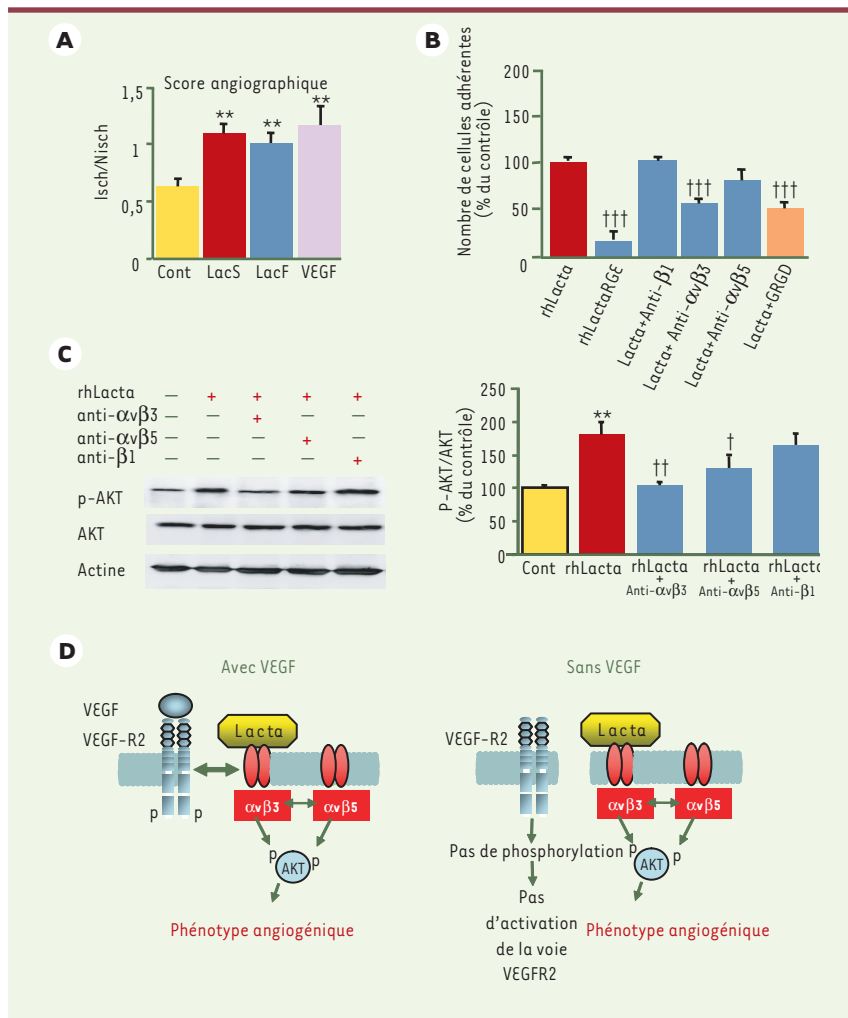 A
Score angiographique
Isch/Nisch
1,5
1
0,5
0
**
**
**
Cont LacS LacF VEGF
B
Nombre de cellules adhérentes
(% du contrôle)
200
150
100
50
0
†††
†††
†††
rhLacta
rhLactaRGE
Lacta+Anti-β1
Lacta+ Anti-αvβ3
Lacta+Anti-αvβ5
Lacta+GRGD
C
rhLacta — + + + +
anti-αvβ3 — — + — —
anti-αvβ5 — — — + —
anti-β1 — — — — +
p-AKT
AKT
Actine
P-AKT/AKT
(% du contrôle)
200
150
200
150
100
50
0
**
††
†
Cont
rhLacta
rhLacta
+
Anti-αvβ3
rhLacta
+
Anti-αvβ5
rhLacta
+
Anti-β1
D
Avec VEGF
VEGF
VEGF-R2
Lacta
αvβ3
αvβ5
p
p
p
p
AKT
Phénotype angiogénique
Sans VEGF
VEGF-R2
Lacta
αvβ3
αvβ5
Pas de phosphorylation
p
p
AKT
Pas
d'activation
de la voie
VEGFR2
Phénotype angiogénique